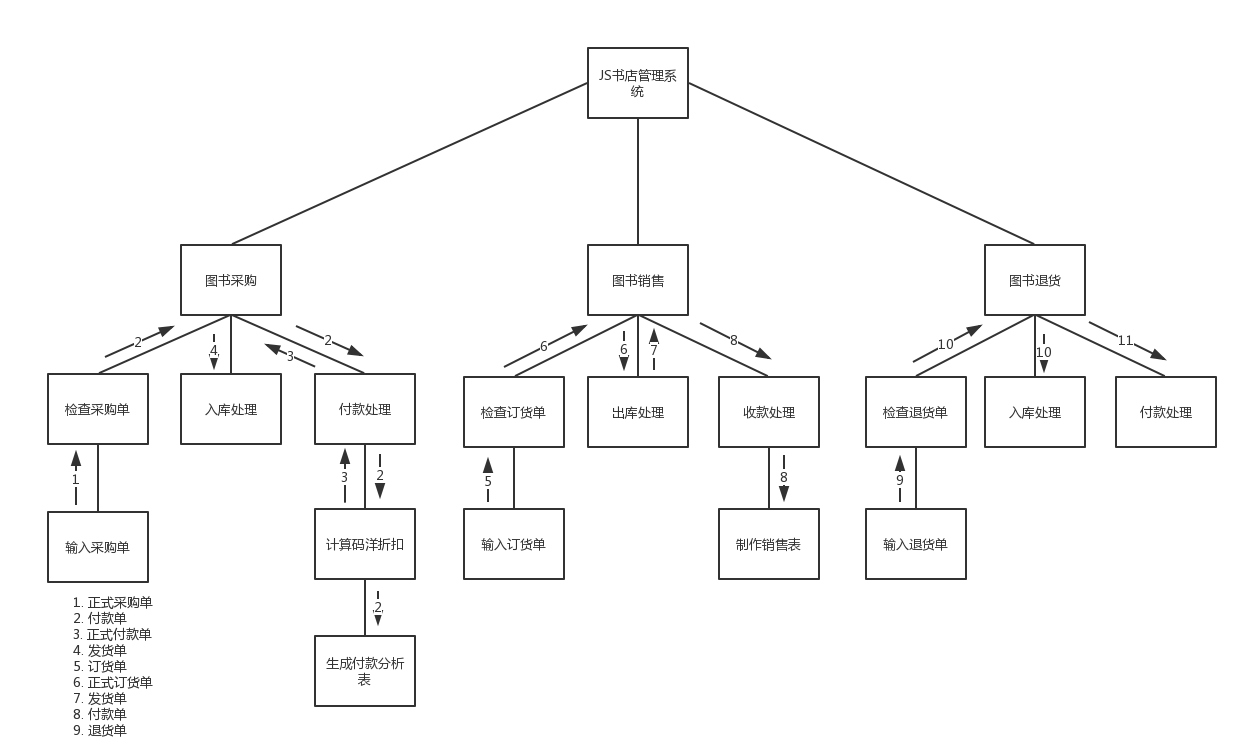 JS书店管理系
统
图书采购
图书销售
图书退货
2
4
3
2
6
6
7
8
10
10
11
检查采购单
入库处理
付款处理
检查订货单
出库处理
收款处理
检查退货单
入库处理
付款处理
1
3
2
5
8
9
输入采购单
计算码洋折扣
输入订货单
制作销售表
输入退货单
2
生成付款分析
表
1. 正式采购单
2. 付款单
3. 正式付款单
4. 发货单
5. 订货单
6. 正式订货单
7. 发货单
8. 付款单
9. 退货单